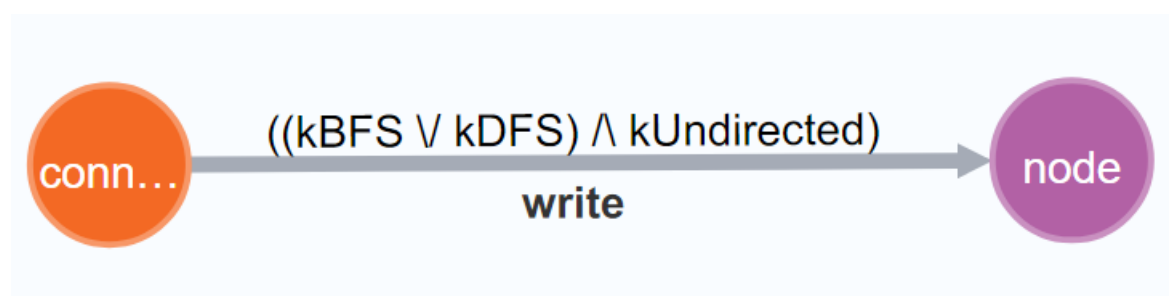 ((kBFS \/ kDFS) /\ kUndirected)
conn…
node
write